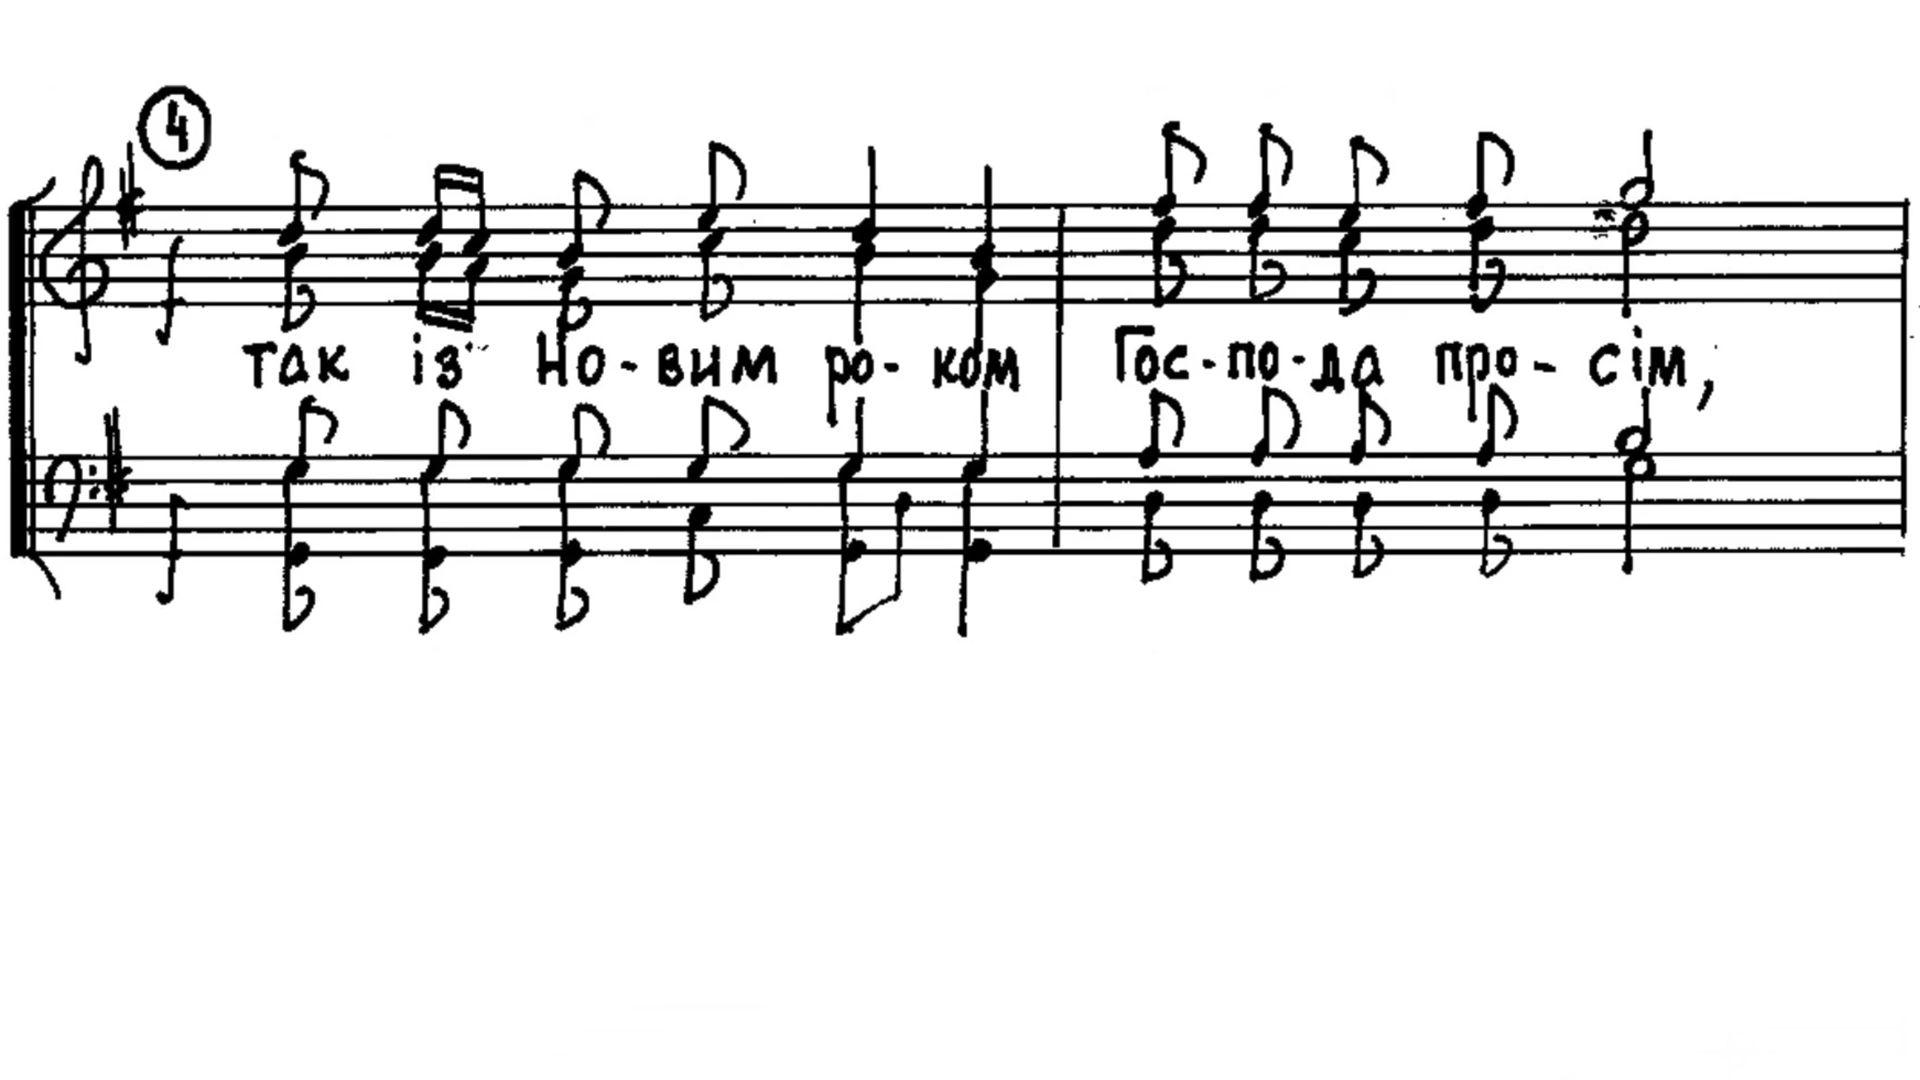 4
так із Но-вим ро-ком Гос-по-да про-сім,